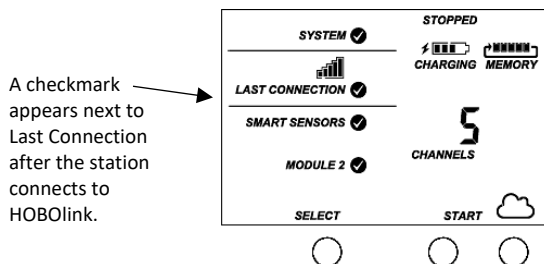 A checkmark
appears next to
Last Connection
after the station
connects to
HOBOlink.
SYSTEM
LAST CONNECTION
SMART SENSORS
MODULE 2
SELECT
STOPPED
CHARGING MEMORY
5
CHANNELS
START